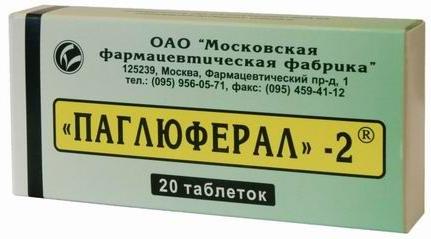 ОАО "Московская
фармацевтическая фабрика"
125239, Москва, Фармацевтический пр-д, 1
тел.: (095) 956-05-71, факс: (095) 459-41-12
«ПАГЛЮФЕРАЛ» -2®
20 таблеток